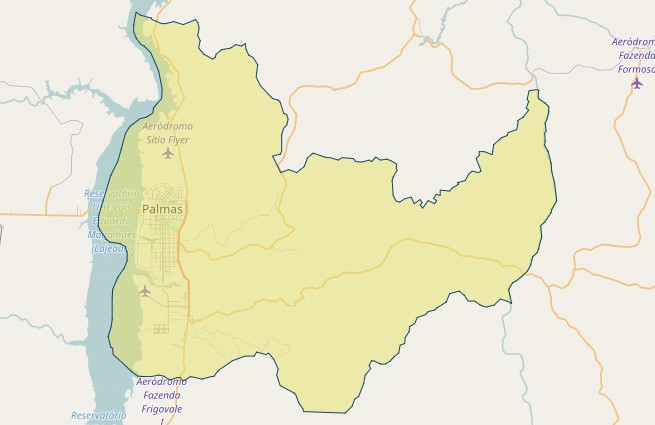 Aeródromo
Fazenda
Formosa
Aeródromo
Sítio Flyer
Reservatório
UHE Luís
Eduardo
Magalhães
(Lajeado)
Palmas
Aeródromo
Fazenda
Frigovale
I
Reservatório